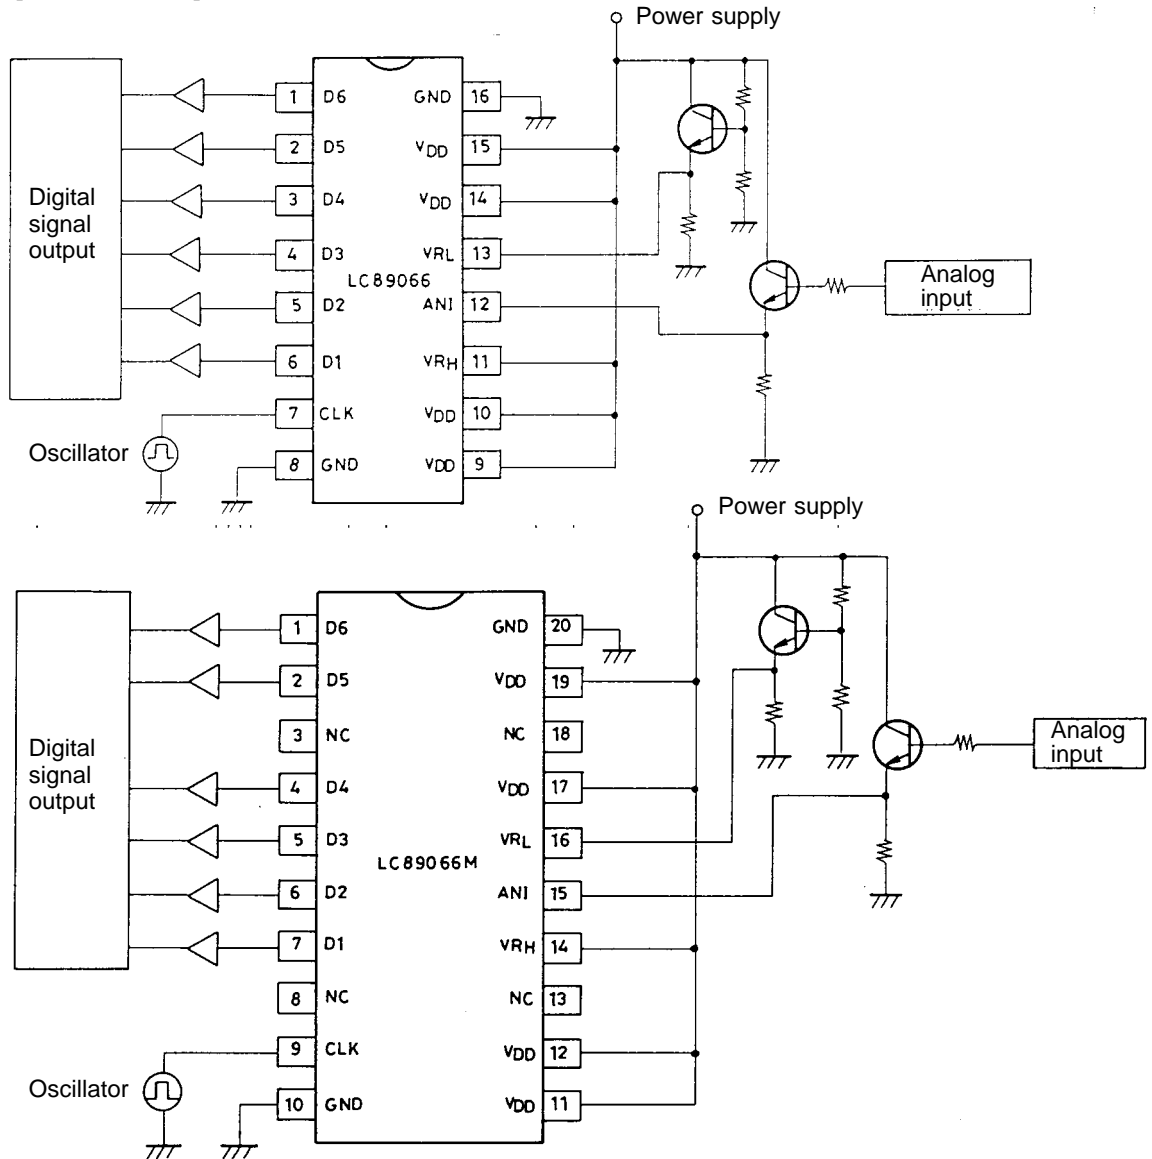 Power supply
1 D6 GND 16
2 D5 VDD 15
3 D4 VDD 14
4 D3 VRL 13
5 D2 ANI 12
6 D1 VRH 11
7 CLK VDD 10
8 GND VDD 9
LC89066
Digital
signal
output
Analog
input
Oscillator
Power supply
1 D6 GND 20
2 D5 VDD 19
3 NC NC 18
4 D4 VDD 17
5 D3 VRL 16
6 D2 ANI 15
7 D1 VRH 14
8 NC NC 13
9 CLK VDD 12
10 GND VDD 11
LC89066M
Digital
signal
output
Analog
input
Oscillator